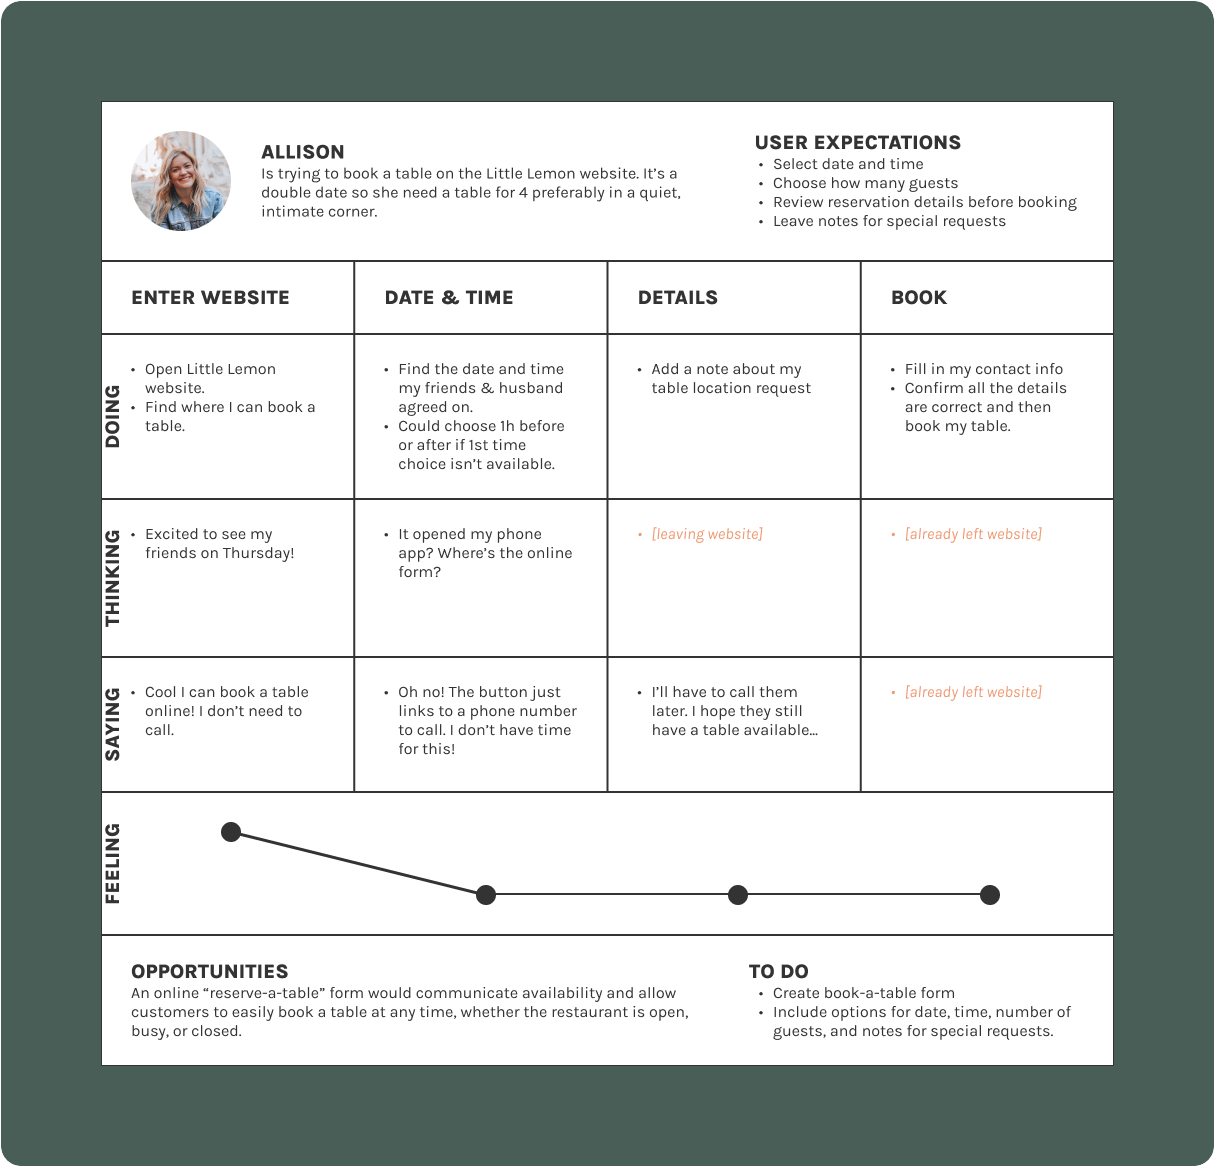 ALLISON
Is trying to book a table on the Little Lemon website. It’s a
double date so she need a table for 4 preferably in a quiet,
intimate corner.
USER EXPECTATIONS
• Select date and time
• Choose how many guests
• Review reservation details before booking
• Leave notes for special requests
ENTER WEBSITE
DATE & TIME
DETAILS
BOOK
DOING
• Open Little Lemon
website.
• Find where I can book a
table.
• Find the date and time
my friends & husband
agreed on.
• Could choose 1h before
or after if 1st time
choice isn’t available.
• Add a note about my
table location request
• Fill in my contact info
• Confirm all the details
are correct and then
book my table.
THINKING
• Excited to see my
friends on Thursday!
• It opened my phone
app? Where’s the online
form?
• [leaving website]
• [already left website]
SAYING
• Cool I can book a table
online! I don’t need to
call.
• Oh no! The button just
links to a phone number
to call. I don’t have time
for this!
• I’ll have to call them
later. I hope they still
have a table available…
• [already left website]
FEELING
OPPORTUNITIES
An online “reserve-a-table” form would communicate availability and allow
customers to easily book a table at any time, whether the restaurant is open,
busy, or closed.
TO DO
• Create book-a-table form
• Include options for date, time, number of
guests, and notes for special requests.